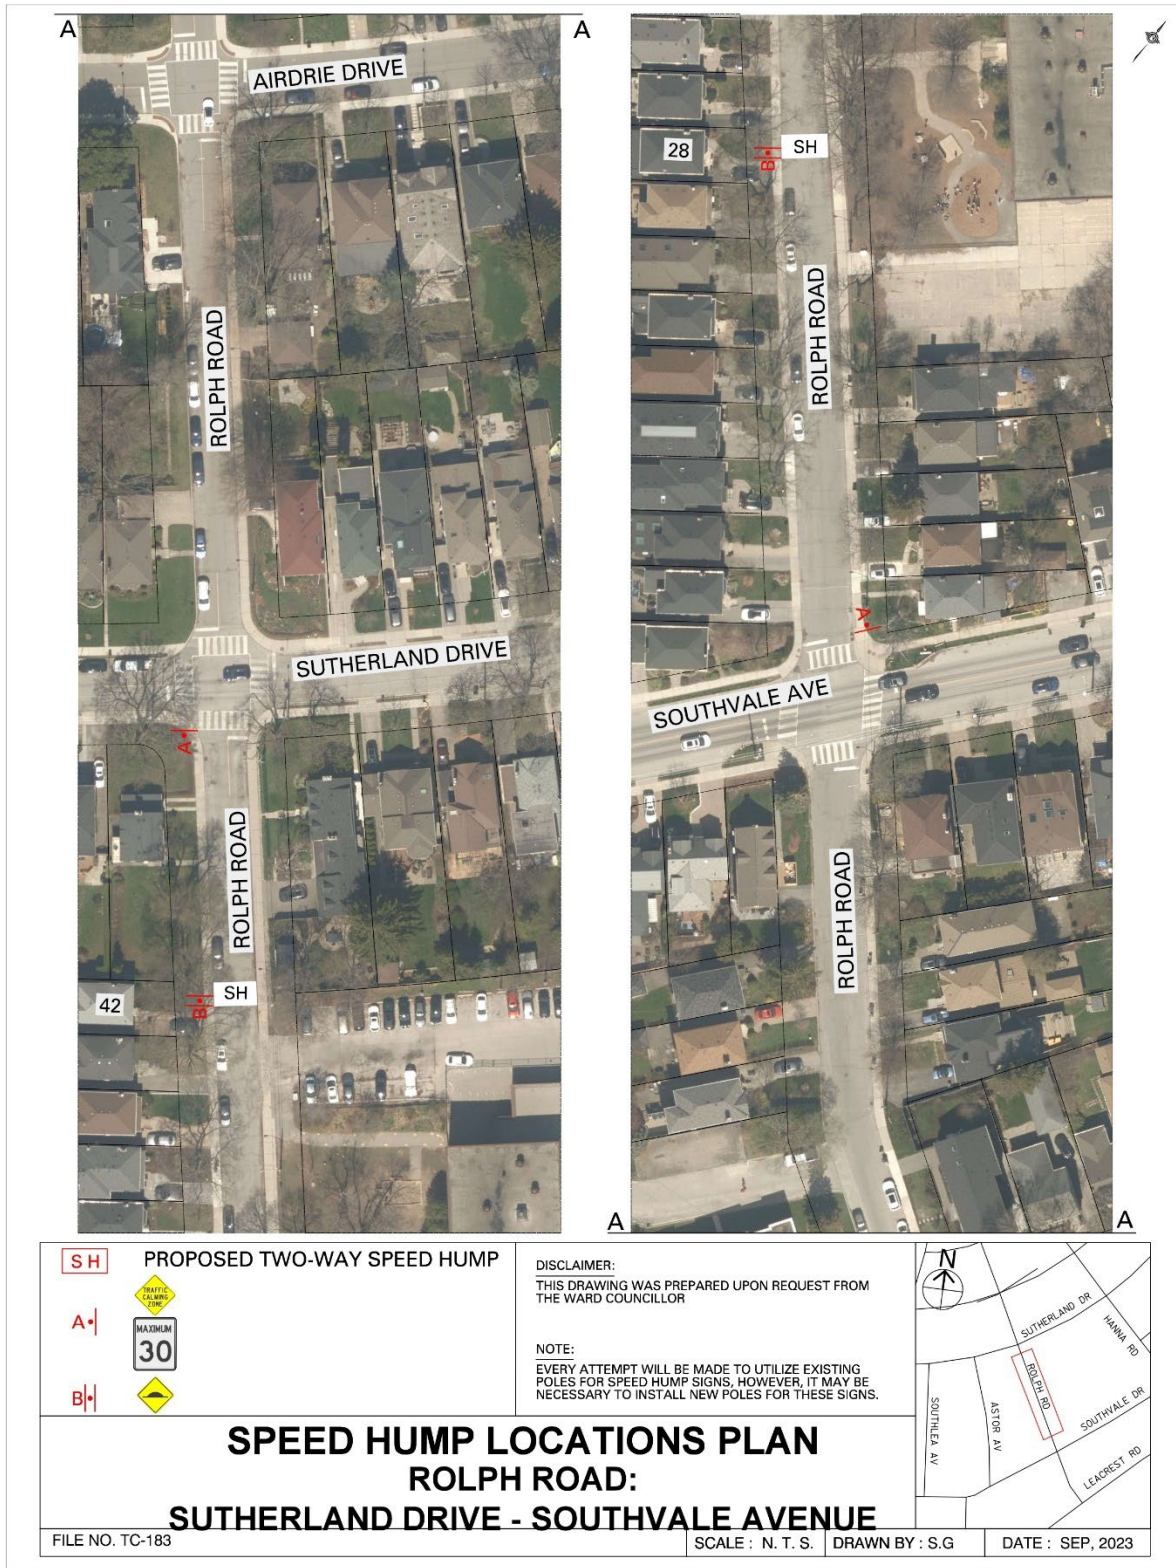 A
A
AIRDRIE DRIVE
ROLPH ROAD
SUTHERLAND DRIVE
A
ROLPH ROAD
42
B
SH
28
B
SH
ROLPH ROAD
A
SOUTHVALE AVE
ROLPH ROAD
A
A
SH
PROPOSED TWO-WAY SPEED HUMP
TRAFFIC
CALMING
ZONE
A
MAXIMUM
30
B
DISCLAIMER:
THIS DRAWING WAS PREPARED UPON REQUEST FROM
THE WARD COUNCILLOR
NOTE:
EVERY ATTEMPT WILL BE MADE TO UTILIZE EXISTING
POLES FOR SPEED HUMP SIGNS, HOWEVER, IT MAY BE
NECESSARY TO INSTALL NEW POLES FOR THESE SIGNS.
N
SUTHERLAND DR
HANNA RD
ROLPH RD
SOUTHLEA AV
ASTOR AV
SOUTHVALE DR
LEACREST RD
SPEED HUMP LOCATIONS PLAN
ROLPH ROAD:
SUTHERLAND DRIVE - SOUTHVALE AVENUE
FILE NO. TC-183
SCALE : N. T. S.
DRAWN BY : S.G
DATE : SEP, 2023